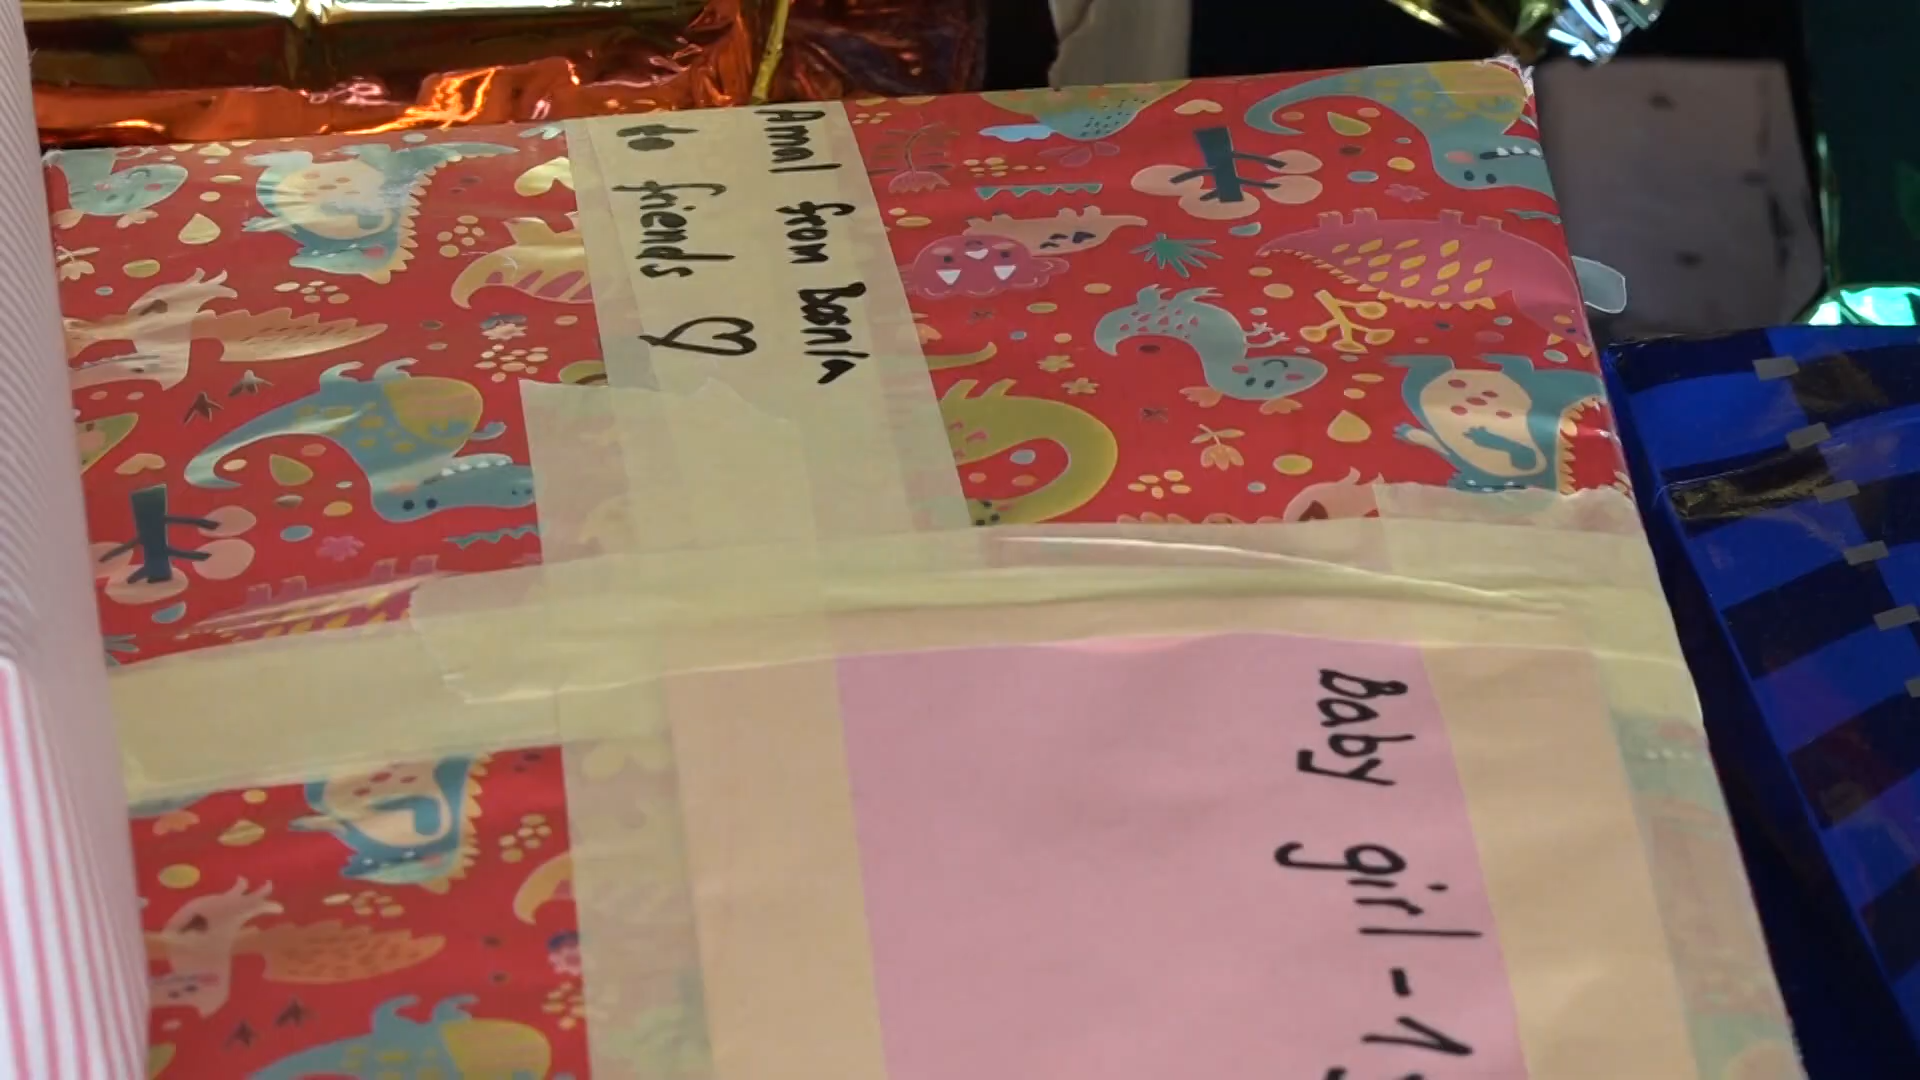 Amal from Bosnia
to friends ♡
Baby girl - 1